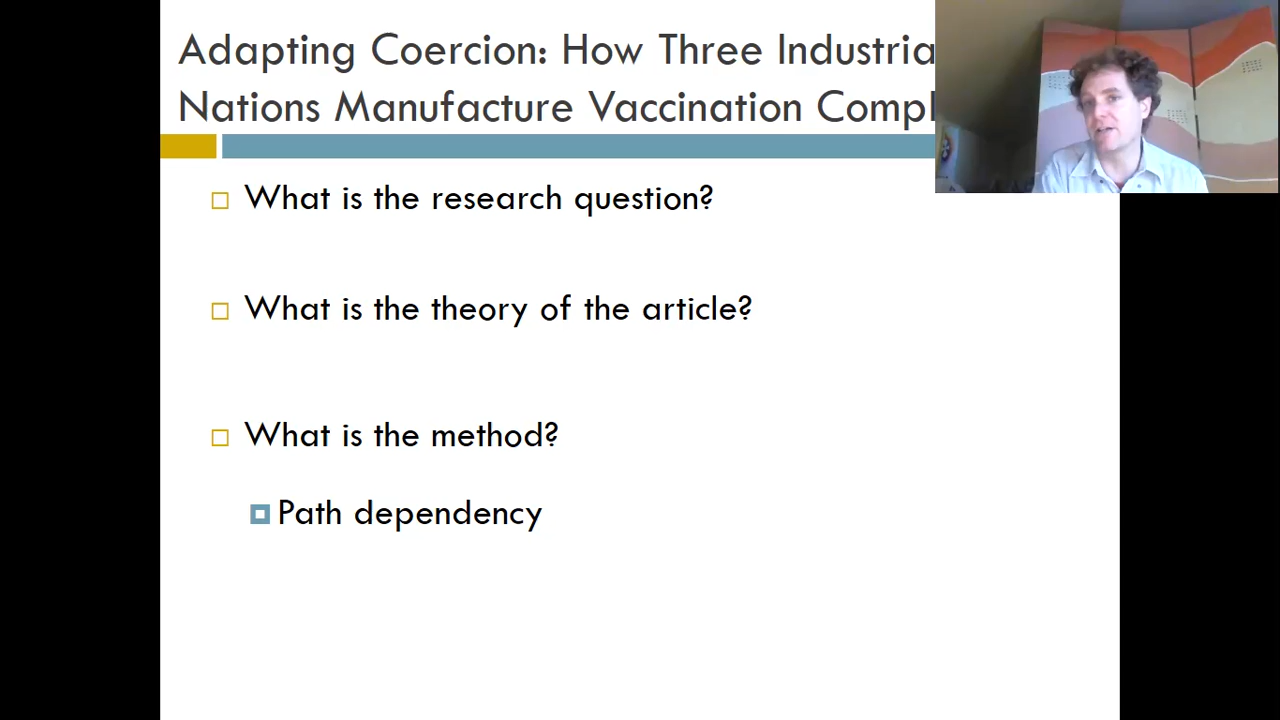 Adapting Coercion: How Three Industria
Nations Manufacture Vaccination Compl
What is the research question?
What is the theory of the article?
What is the method?
Path dependency